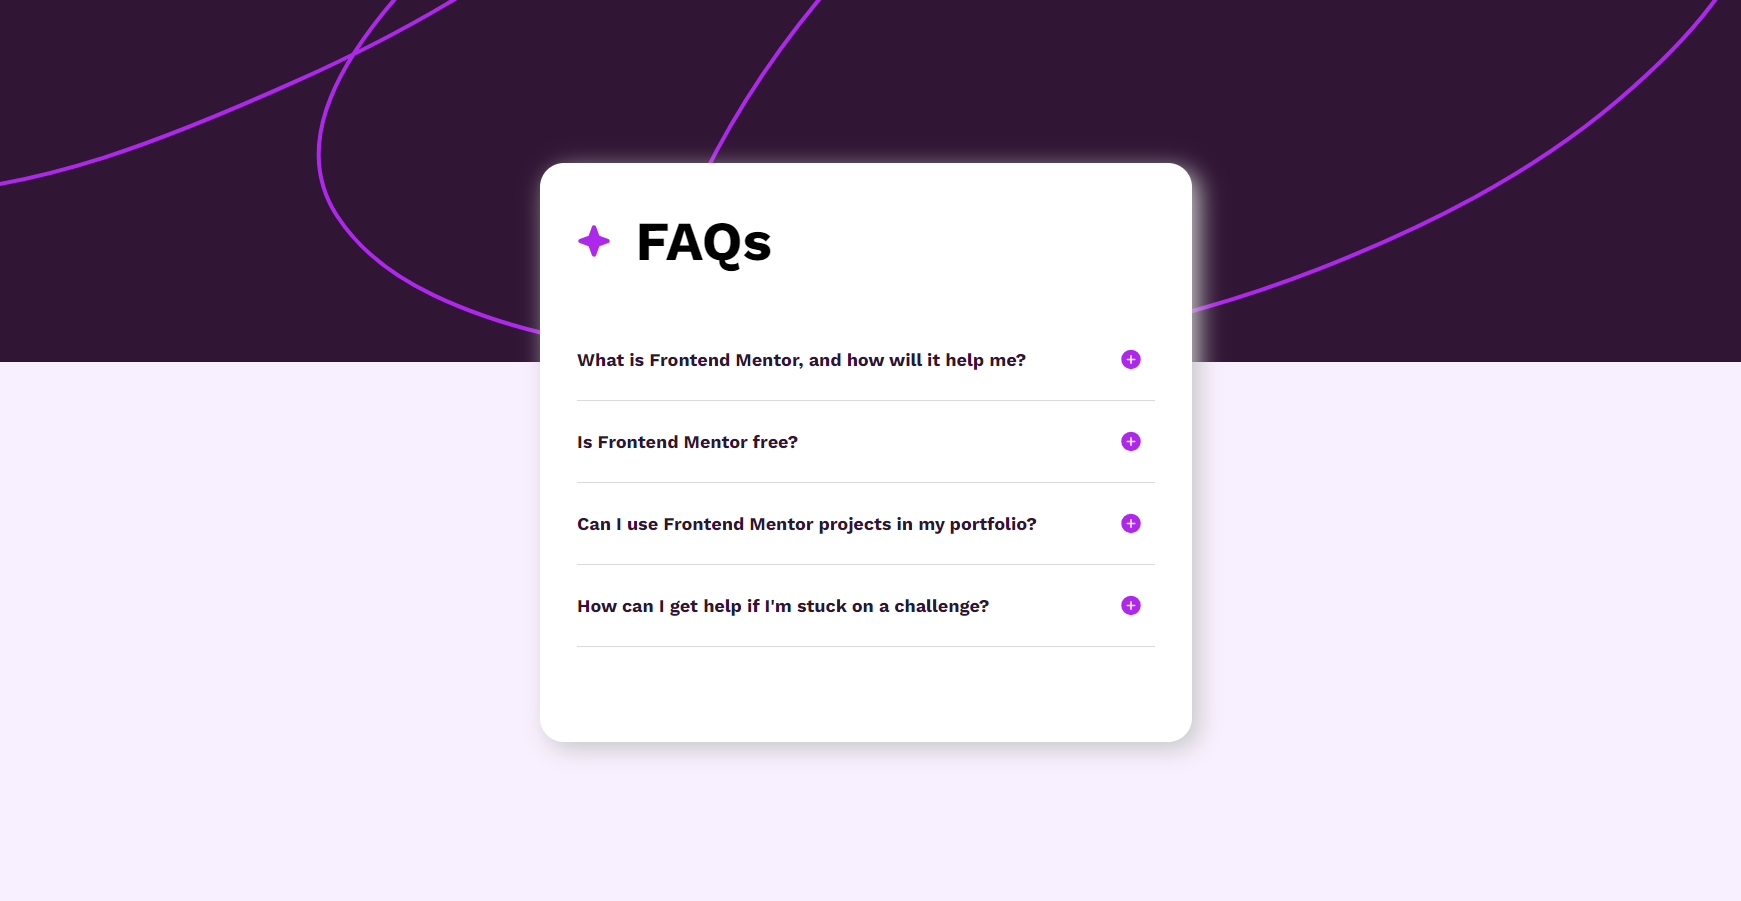 FAQs
What is Frontend Mentor, and how will it help me?
Is Frontend Mentor free?
Can I use Frontend Mentor projects in my portfolio?
How can I get help if I'm stuck on a challenge?